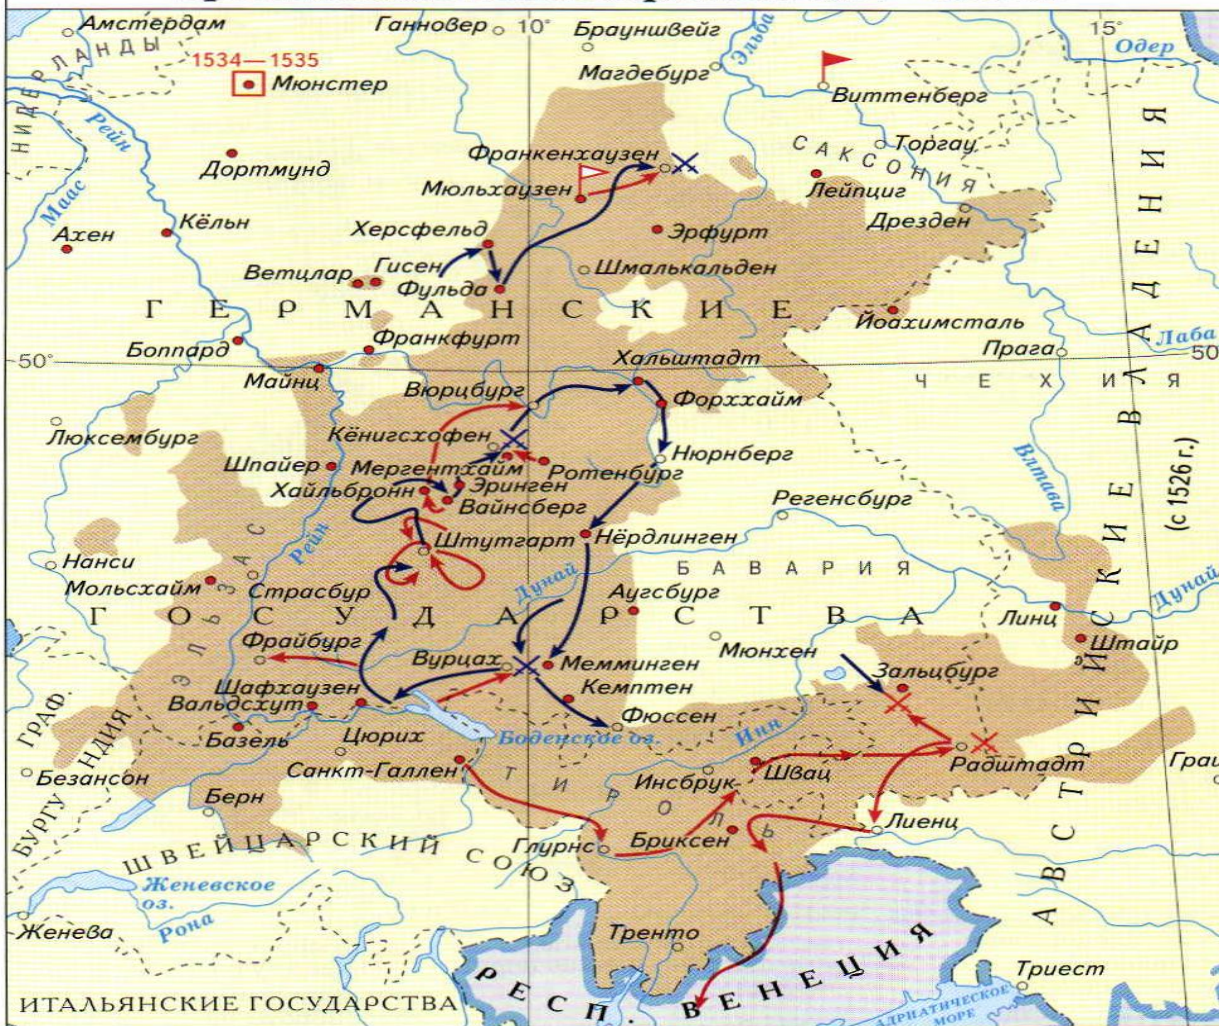 Амстердам
Ганновер
10°
Брауншвейг
15°
Эльба
Одер
НИДЕРЛАНДЫ
1534—1535
Мюнстер
Магдебург
Виттенберг
Рейн
Дортмунд
Франкенхаузен
Мюльхаузен
САКСОНИЯ
Торгау
Лейпциг
Дрезден
Маас
Ахен
Кёльн
Херсфельд
Эрфурт
Ветцлар
Гисен
Фульда
Шмалькальден
ГЕРМАНСКИЕ
Йоахимсталь
Боппард
Франкфурт
Прага
Лаба
50°
50
Майнц
Хальштадт
ЧЕХИЯ
Вюрцбург
Форххайм
Люксембург
Кёнигсхофен
Нюрнберг
Шпайер
Мергентхайм
Ротенбург
Влтава
(с 1526 г.)
Хайльбронн
Эринген
Вайнсберг
Регенсбург
Рейн
Штутгарт
Нёрдлинген
Нанси
Мольсхайм
Страсбур
Дунай
БАВАРИЯ
Аугсбург
Дунай
ГОСУДАРСТВА
Линц
ЭЛЬЗАС
Фрайбург
Вурцах
Мемминген
Мюнхен
Штайр
Зальцбург
Шафхаузен
Кемптен
Вальдсхут
Фюссен
ГРАФ.
БУРГУНДИЯ
Базель
Цюрих
Боденское оз.
Инн
Безансон
Санкт-Галлен
ТИРОЛЬ
Инсбрук
Швац
Радштадт
Грац
Берн
Глурнс
Бриксен
Лиенц
ШВЕЙЦАРСКИЙ СОЮЗ
Женевское
оз.
Рона
Женева
Тренто
АВСТРИЙСКИЕ ВЛАДЕНИЯ
РЕСП. ВЕНЕЦИЯ
Триест
ИТАЛЬЯНСКИЕ ГОСУДАРСТВА
АДРИАТИЧЕСКОЕ
МОРЕ